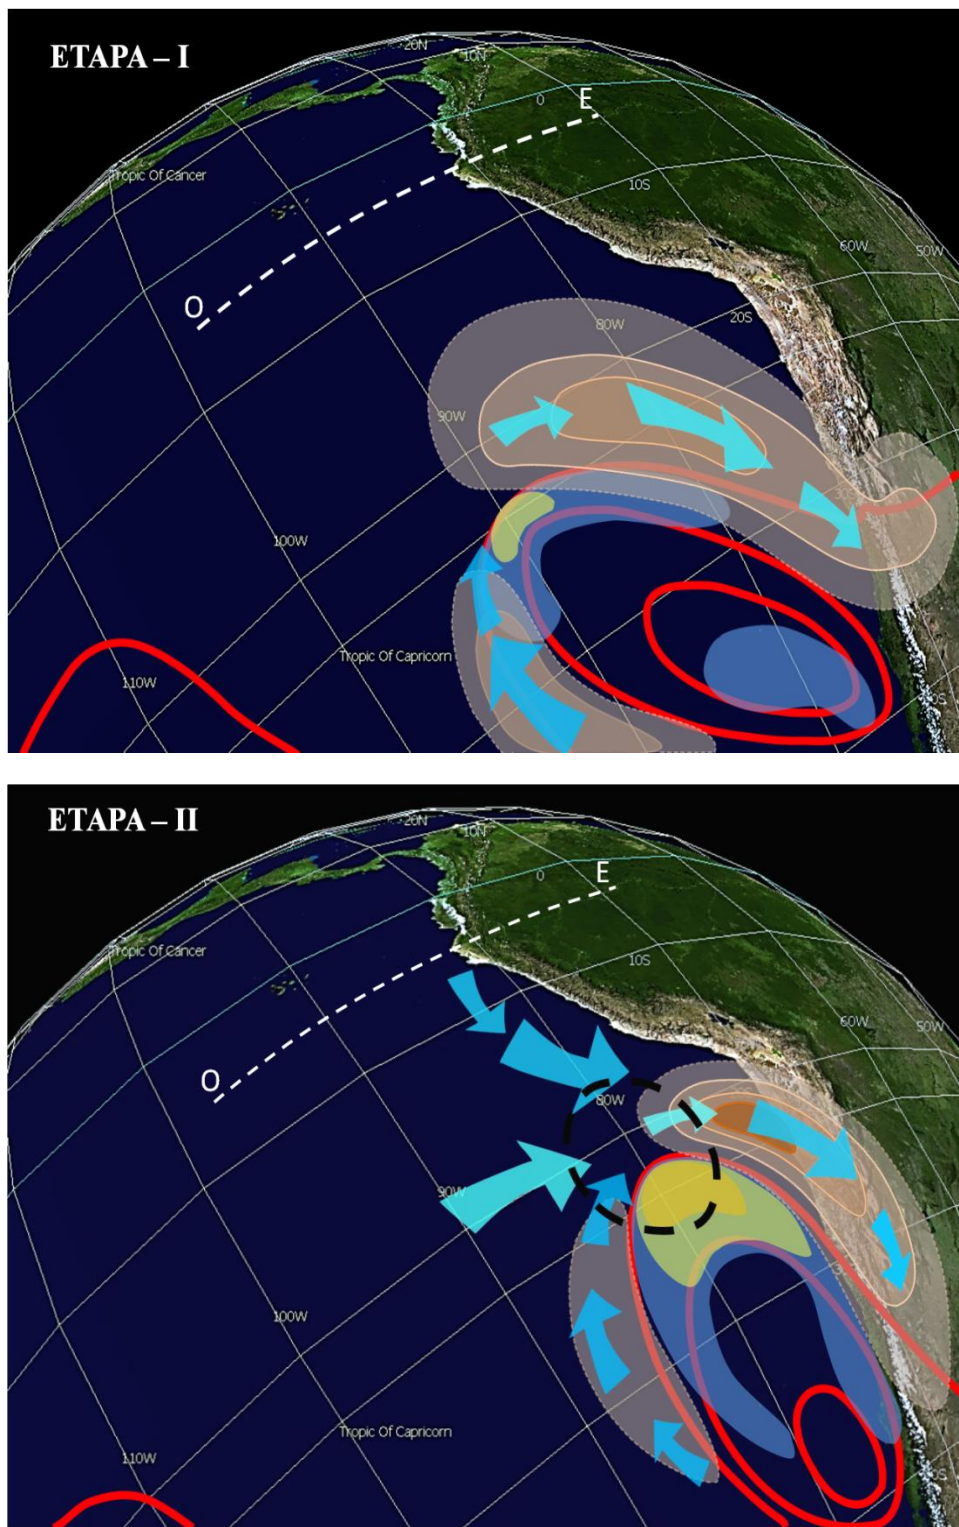 ETAPA – I
20N
10N
0
E
Tropic Of Cancer
10S
60W
50W
O
80W
20S
90W
100W
Tropic Of Capricorn
110W
ETAPA – II
20N
10N
0
E
Tropic Of Cancer
10S
60W
50W
O
80W
90W
100W
Tropic Of Capricorn
110W